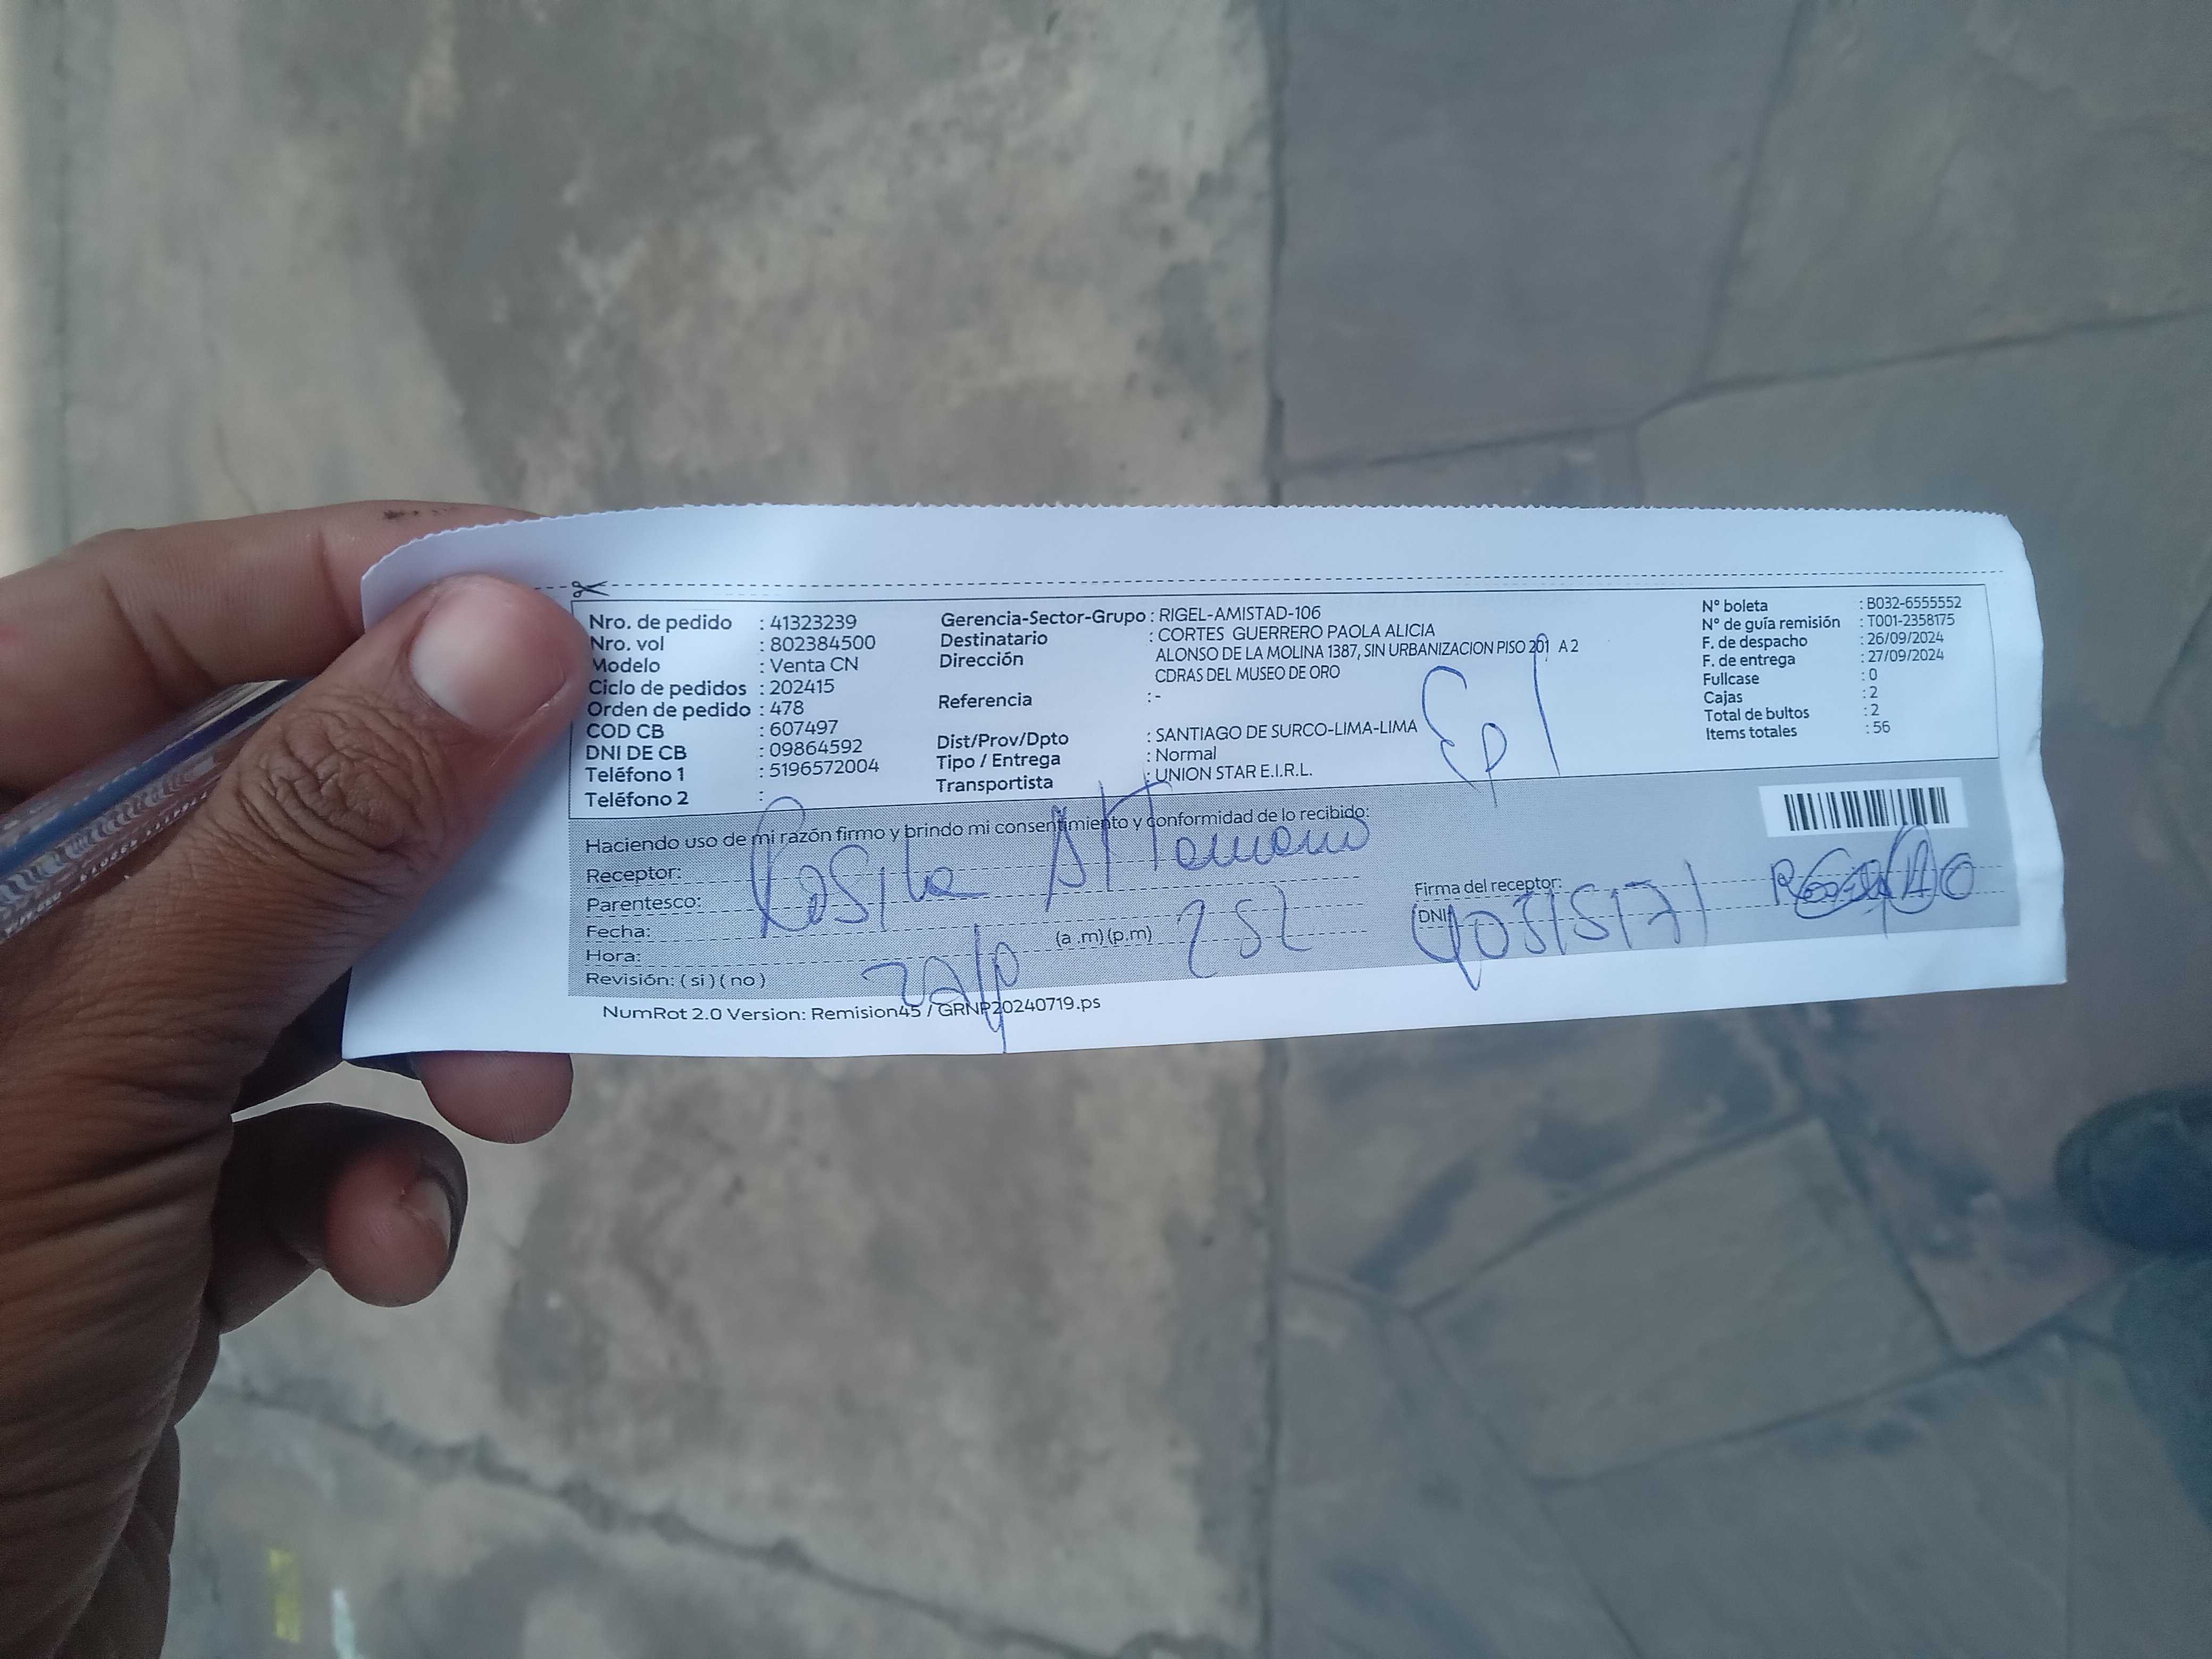 Nro. de pedido : 41323239
Nro. vol : 802384500
Modelo : Venta CN
Ciclo de pedidos : 202415
Orden de pedido : 478
COD CB : 607497
DNI DE CB : 09864592
Teléfono 1 : 5196572004
Teléfono 2 :
Gerencia-Sector-Grupo : RIGEL-AMISTAD-106
Destinatario : CORTES GUERRERO PAOLA ALICIA
Dirección ALONSO DE LA MOLINA 1387, SIN URBANIZACION PISO 201 A 2
CDRAS DEL MUSEO DE ORO
Referencia : -
Dist/Prov/Dpto : SANTIAGO DE SURCO-LIMA-LIMA
Tipo / Entrega : Normal
Transportista : UNION STAR E.I.R.L.
N° boleta : B032-6555552
N° de guía remisión : T001-2358175
F. de despacho : 26/09/2024
F. de entrega : 27/09/2024
Fullcase : 0
Cajas : 2
Total de bultos : 2
Items totales : 56
Haciendo uso de mi razón firmo y brindo mi consentimiento y conformidad de lo recibido:
Receptor:
Parentesco:
Fecha:
Hora: (a .m) (p.m) 252
Revisión: ( si ) ( no )
Firma del receptor:
DNI
NumRot 2.0 Version: Remision45 / GRNP20240719.ps